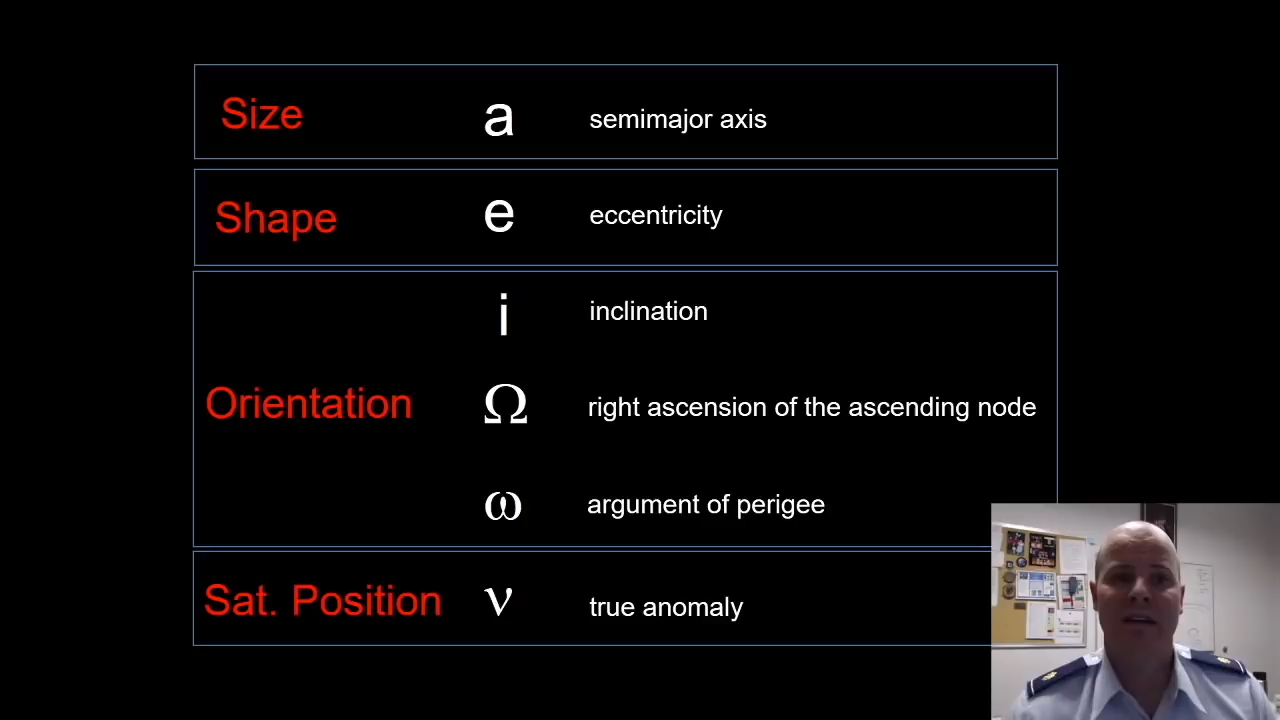 Size a semimajor axis
Shape e eccentricity
i inclination
Orientation Ω right ascension of the ascending node
ω argument of perigee
Sat. Position ν true anomaly